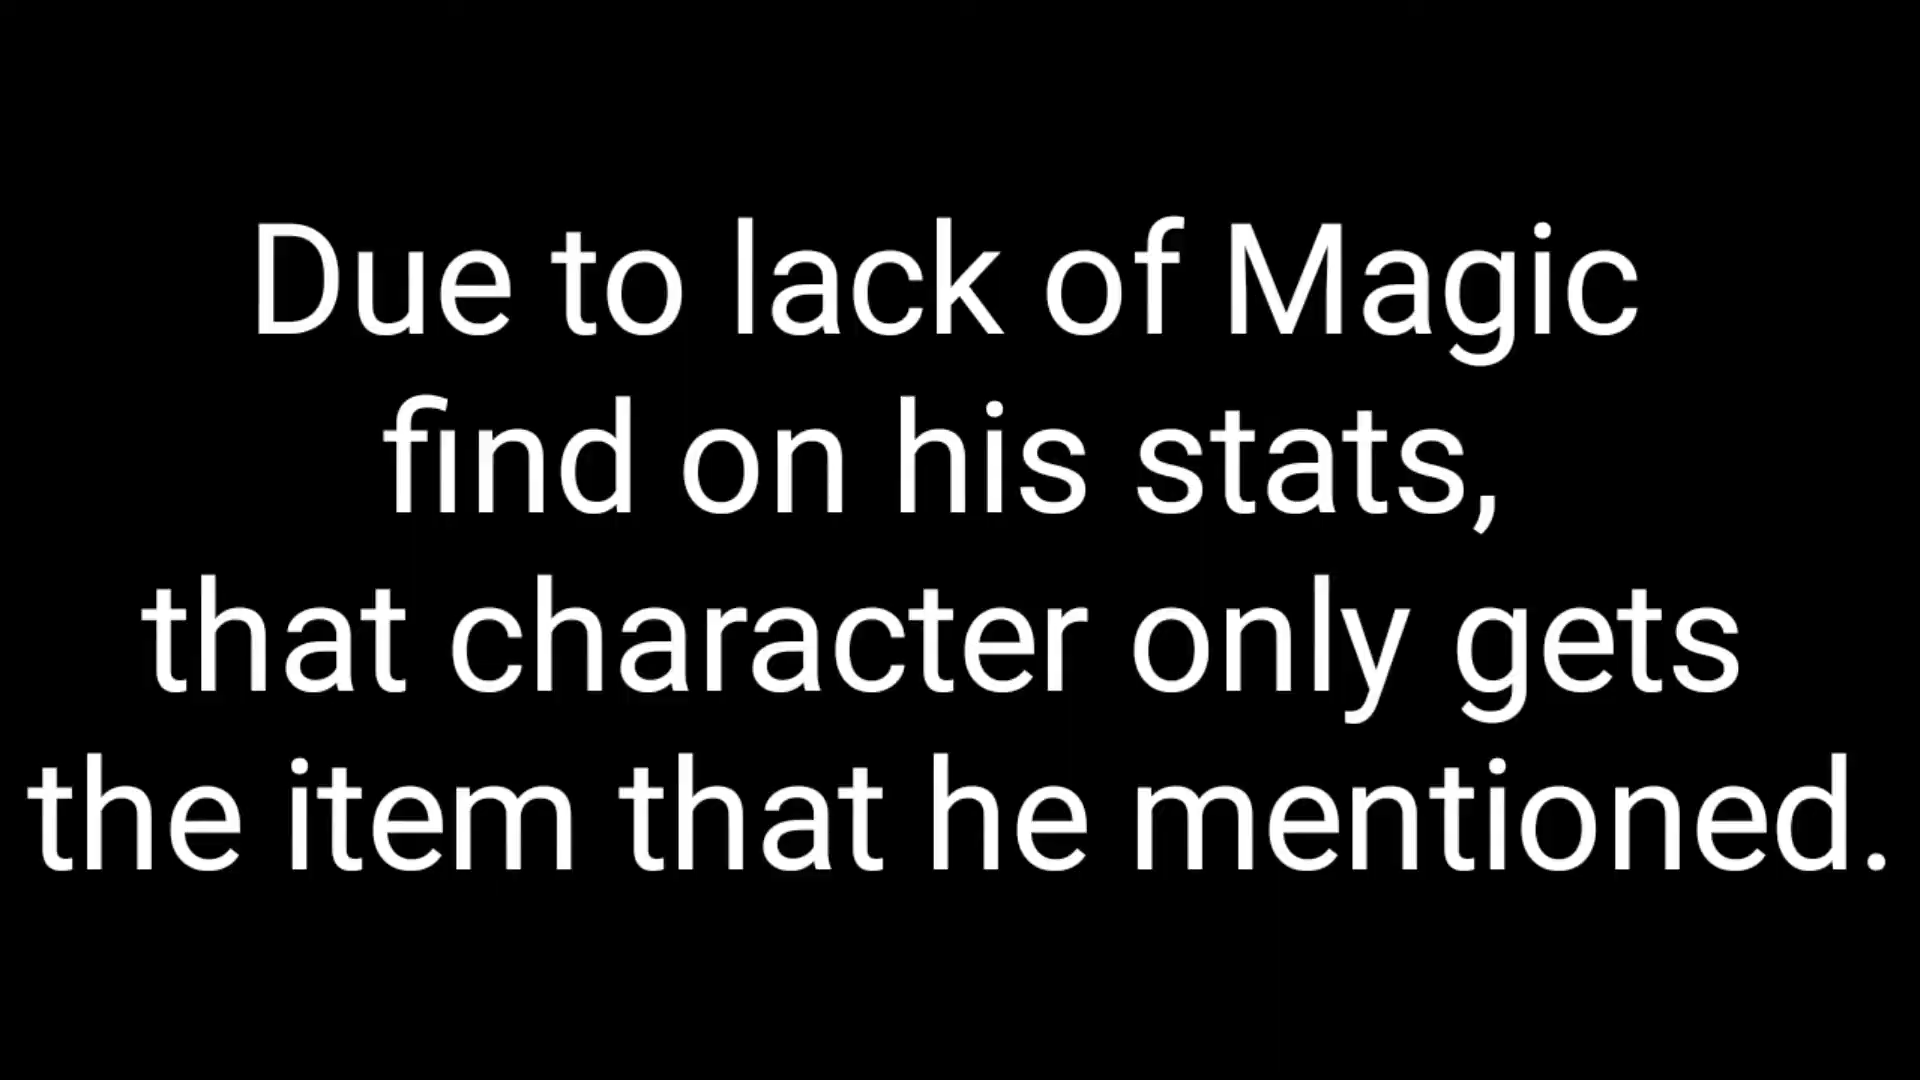 Due to lack of Magic
find on his stats,
that character only gets
the item that he mentioned.